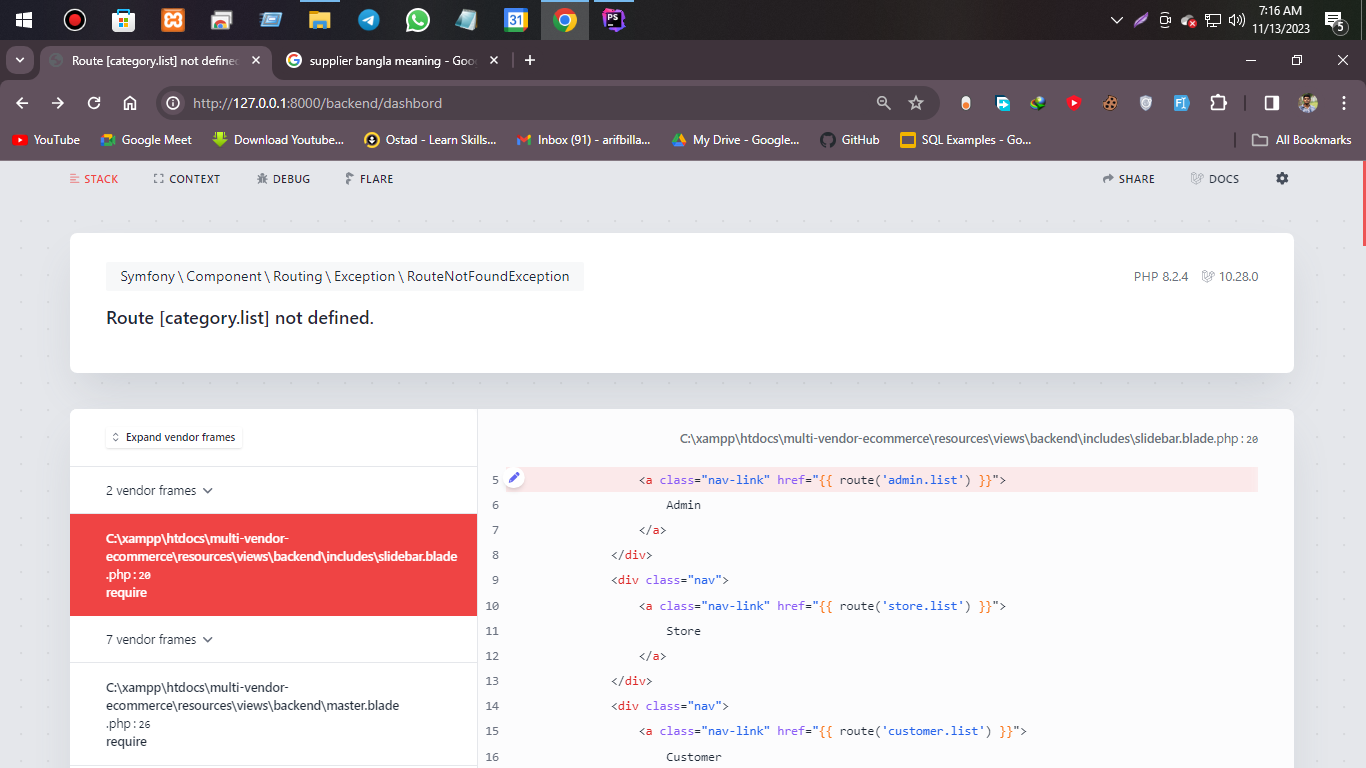 7:16 AM
11/13/2023
5
31
PS
Route [category.list] not define
supplier bangla meaning - Goo
http://127.0.0.1:8000/backend/dashbord
YouTube
Google Meet
Download Youtube...
Ostad - Learn Skills...
Inbox (91) - arifbilla...
My Drive - Google...
GitHub
SQL Examples - Go...
All Bookmarks
STACK
CONTEXT
DEBUG
FLARE
SHARE
DOCS
Symfony \ Component \ Routing \ Exception \ RouteNotFoundException
PHP 8.2.4
10.28.0
Route [category.list] not defined.
Expand vendor frames
2 vendor frames
C:\xampp\htdocs\multi-vendor-
ecommerce\resources\views\backend\includes\slidebar.blade
.php : 20
require
7 vendor frames
C:\xampp\htdocs\multi-vendor-
ecommerce\resources\views\backend\master.blade
.php : 26
require
C:\xampp\htdocs\multi-vendor-ecommerce\resources\views\backend\includes\slidebar.blade.php : 20
5 <a class="nav-link" href="{{ route('admin.list') }}">
6 Admin
7 </a>
8 </div>
9 <div class="nav">
10 <a class="nav-link" href="{{ route('store.list') }}">
11 Store
12 </a>
13 </div>
14 <div class="nav">
15 <a class="nav-link" href="{{ route('customer.list') }}">
16 Customer